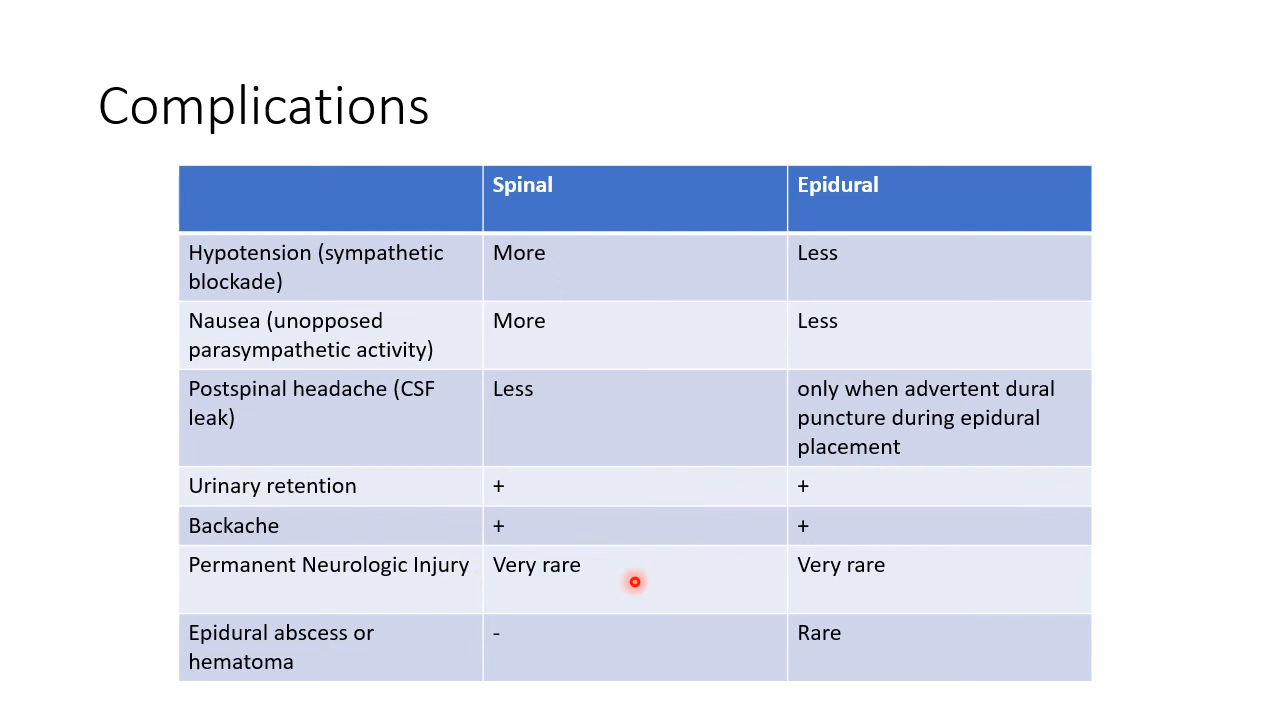 Complications
Spinal
Epidural
Hypotension (sympathetic
blockade)
More
Less
Nausea (unopposed
parasympathetic activity)
More
Less
Postspinal headache (CSF
leak)
Less
only when advertent dural
puncture during epidural
placement
Urinary retention
+
+
Backache
+
+
Permanent Neurologic Injury
Very rare
Very rare
Epidural abscess or
hematoma
-
Rare